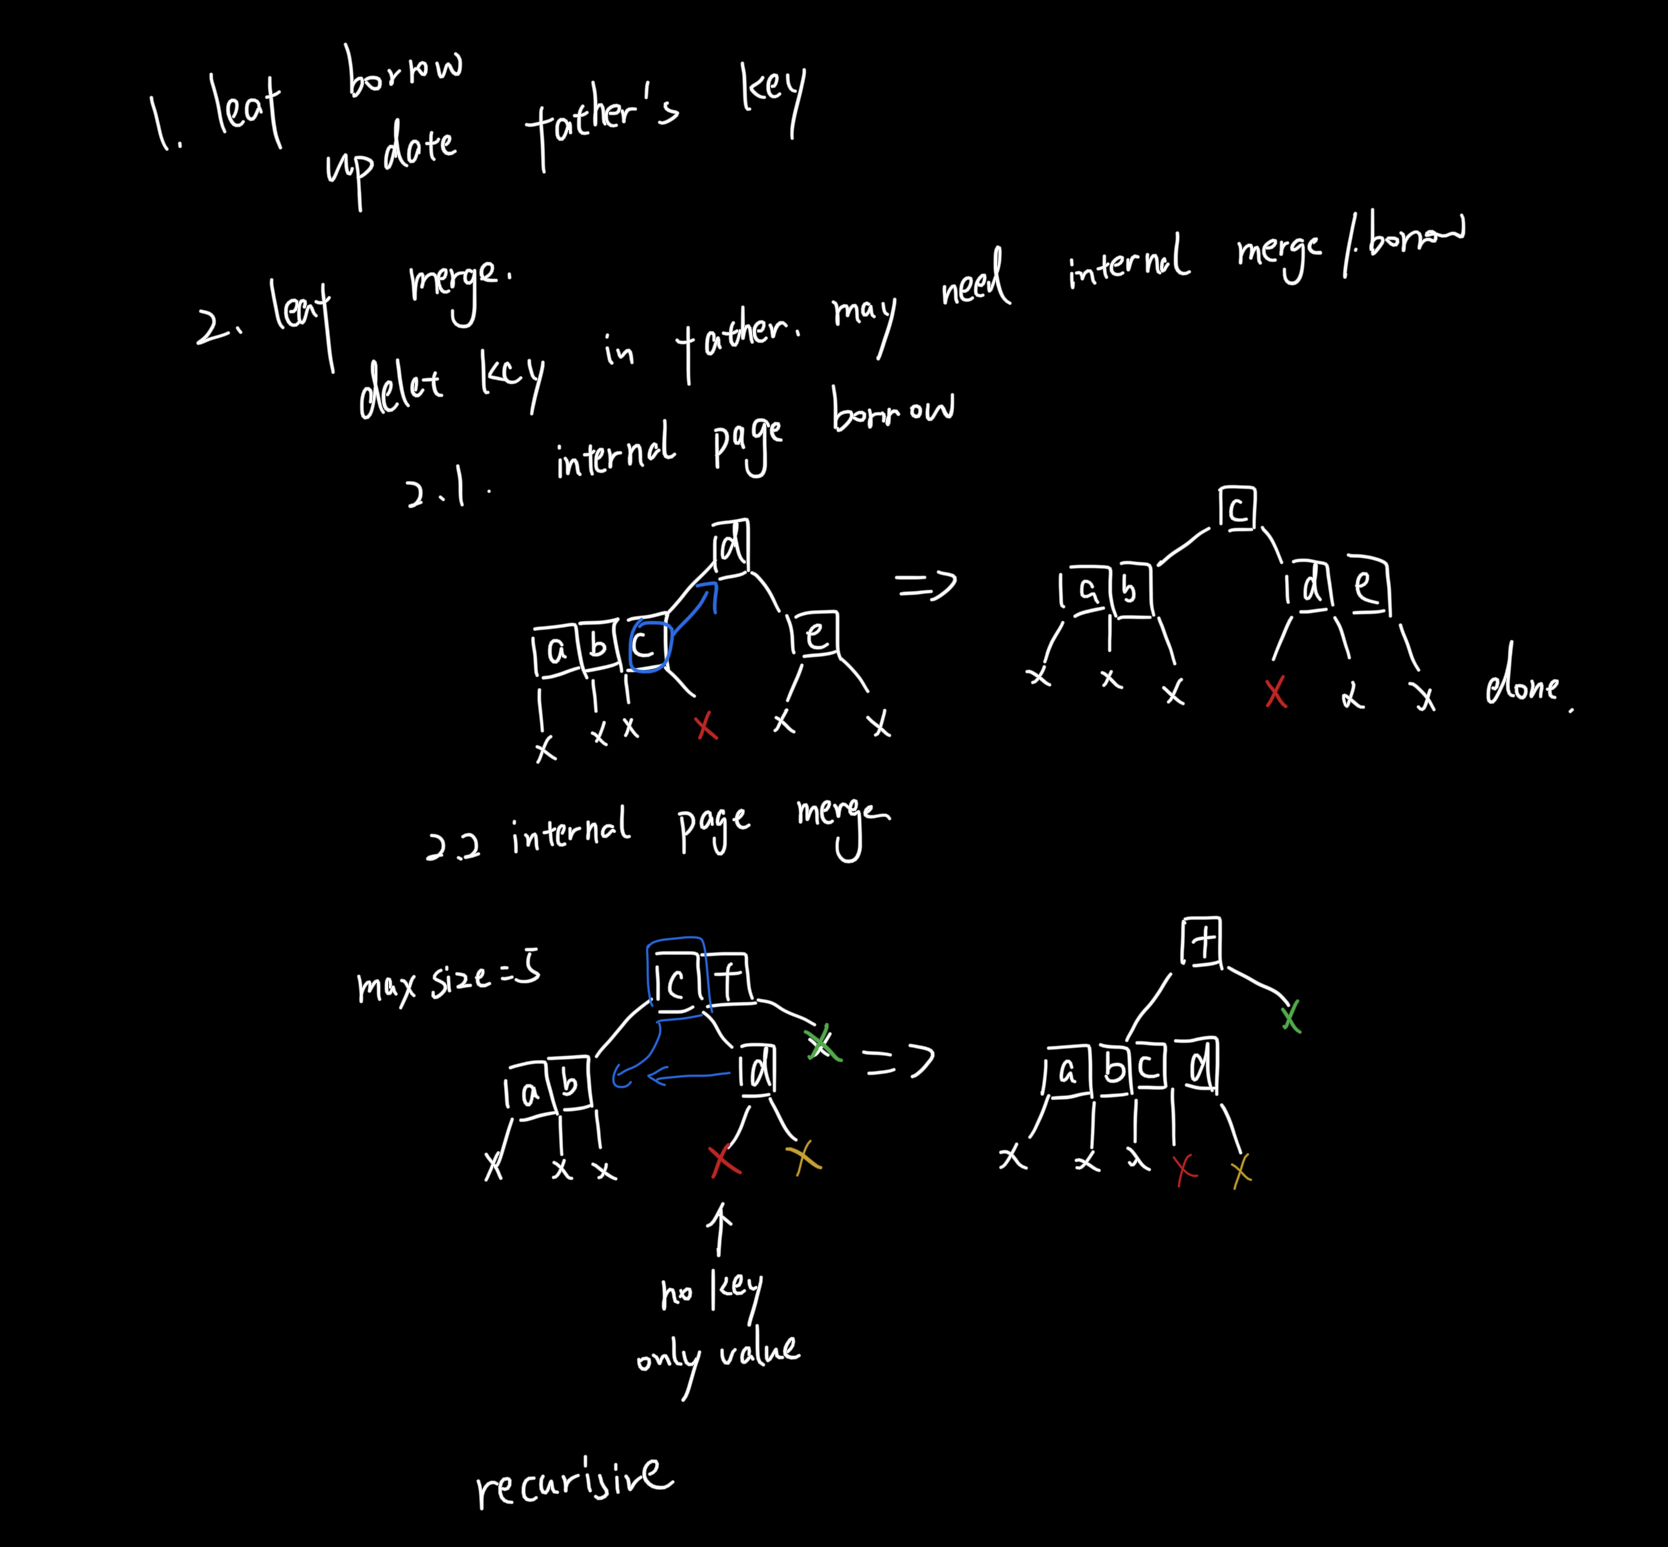 1. leaf borrow
update father's key
2. leaf merge.
delet key in father. may need internal merge / borrow
2.1. internal page borrow
d
=>
c
a b c
e
a b
d e
x x x x x x
x x x x x x
done.
2.2 internal page merge
max size = 5
c f
x
=>
f
x
a b
d
a b c d
x x x x x
x x x x x
↑
no key
only value
recurisive